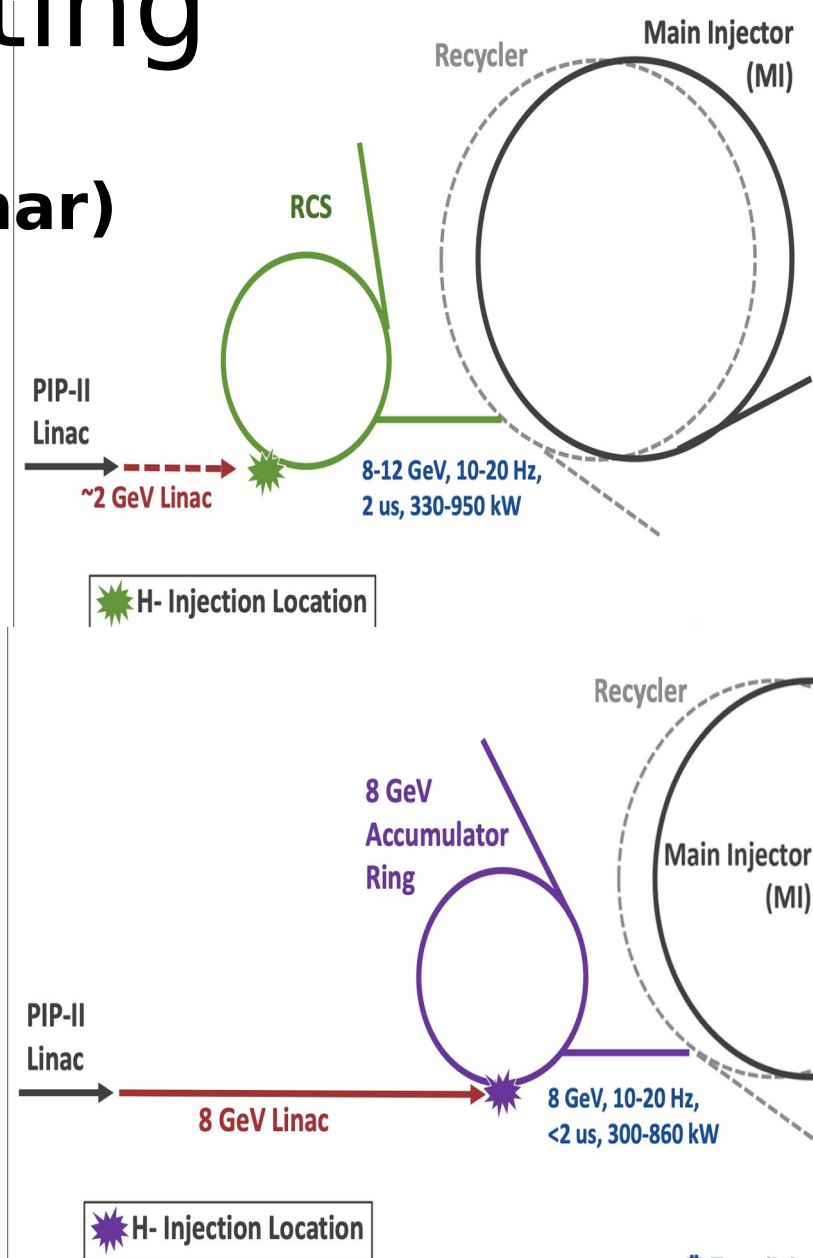 ting
nar)
Recycler
Main Injector
(MI)
RCS
PIP-II
Linac
~2 GeV Linac
8-12 GeV, 10-20 Hz,
2 us, 330-950 kW
H- Injection Location
Recycler
8 GeV
Accumulator
Ring
Main Injector
(MI)
PIP-II
Linac
8 GeV Linac
8 GeV, 10-20 Hz,
<2 us, 300-860 kW
H- Injection Location